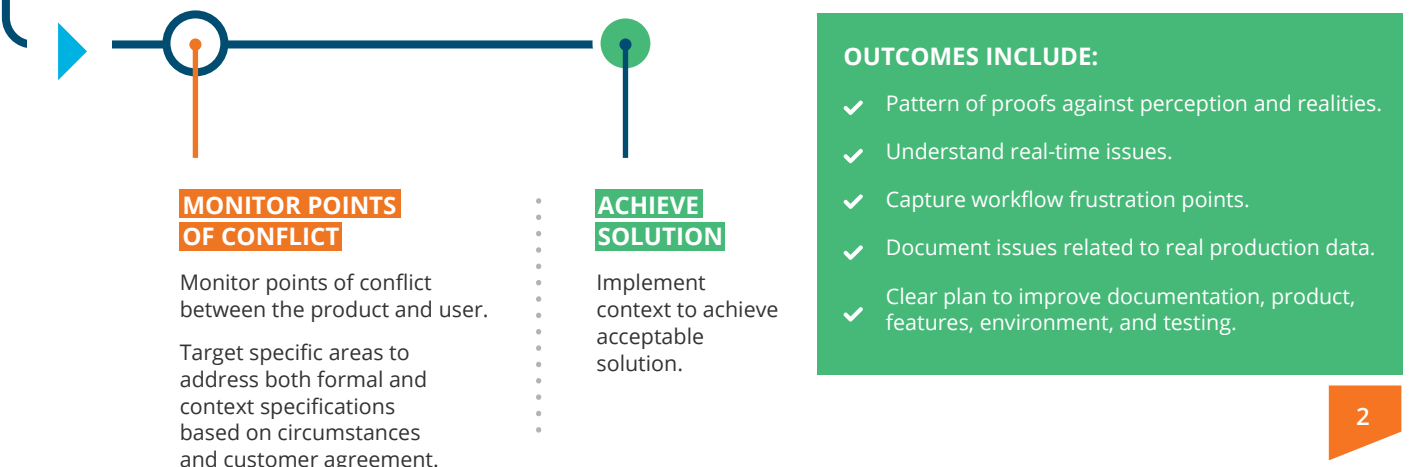 MONITOR POINTS
OF CONFLICT
Monitor points of conflict
between the product and user.
Target specific areas to
address both formal and
context specifications
based on circumstances
and customer agreement.
ACHIEVE
SOLUTION
Implement
context to achieve
acceptable
solution.
OUTCOMES INCLUDE:
Pattern of proofs against perception and realities.
Understand real-time issues.
Capture workflow frustration points.
Document issues related to real production data.
Clear plan to improve documentation, product,
features, environment, and testing.
2